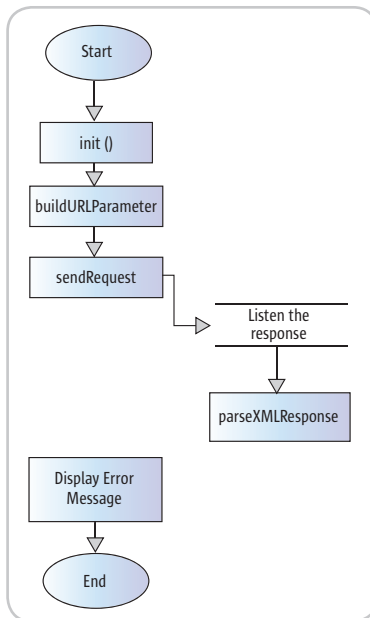 Start
init ()
buildURLParameter
sendRequest
Listen the
response
parseXMLResponse
Display Error
Message
End